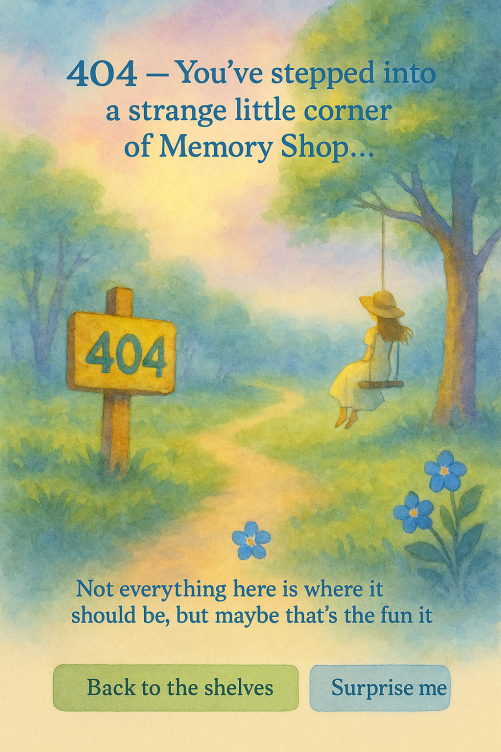 404 – You've stepped into
a strange little corner
of Memory Shop...
404
Not everything here is where it
should be, but maybe that's the fun it
Back to the shelves
Surprise me